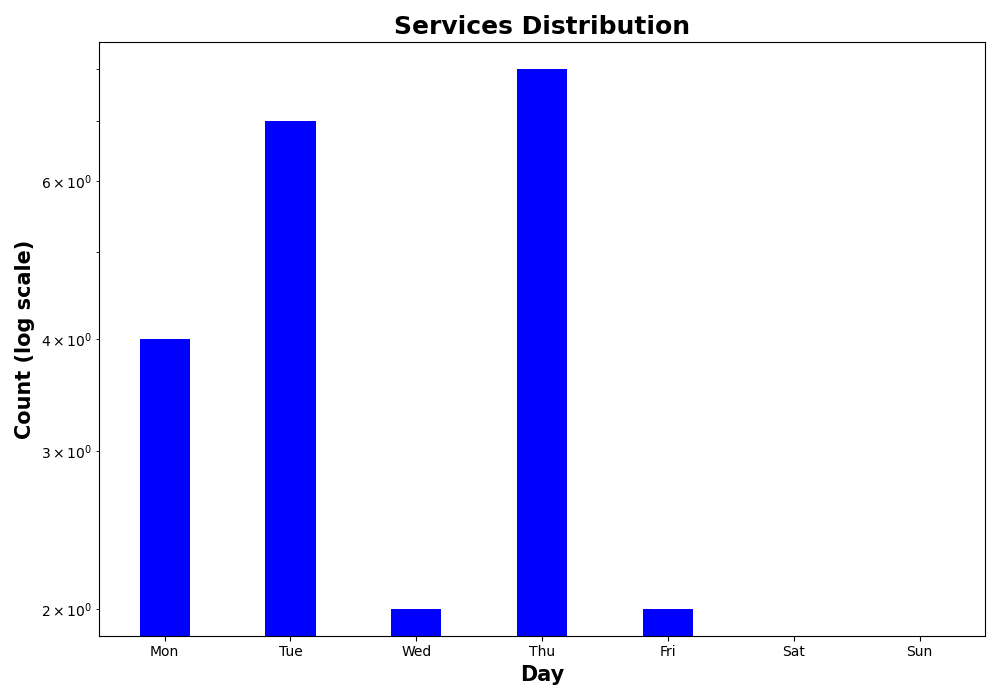 Services Distribution
Count (log scale)
6 × 10⁰
4 × 10⁰
3 × 10⁰
2 × 10⁰
Mon Tue Wed Thu Fri Sat Sun
Day